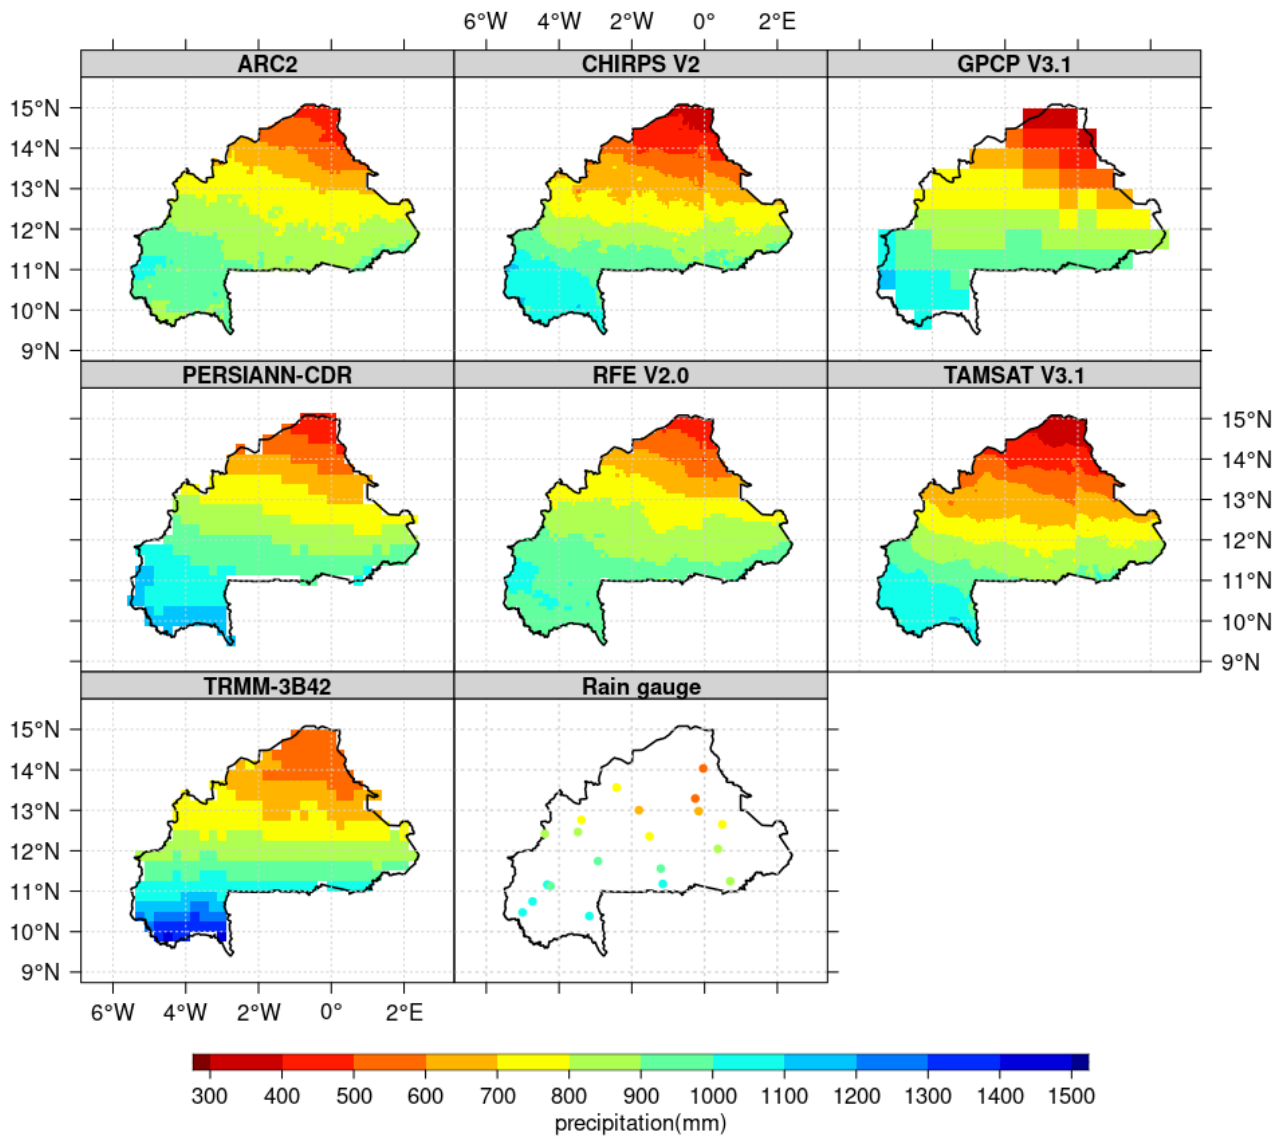 6°W 4°W 2°W 0° 2°E
ARC2 CHIRPS V2 GPCP V3.1
15°N
14°N
13°N
12°N
11°N
10°N
9°N
PERSIANN-CDR RFE V2.0 TAMSAT V3.1
15°N
14°N
13°N
12°N
11°N
10°N
9°N
TRMM-3B42 Rain gauge
15°N
14°N
13°N
12°N
11°N
10°N
9°N
6°W 4°W 2°W 0° 2°E
300 400 500 600 700 800 900 1000 1100 1200 1300 1400 1500
precipitation(mm)